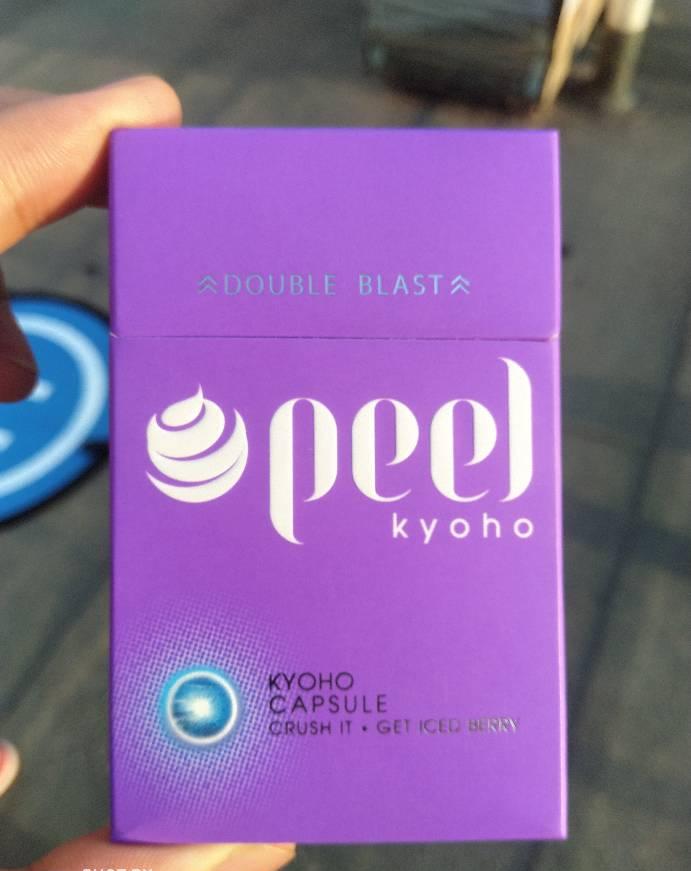 DOUBLE BLAST
peel
kyoho
KYOHO
CAPSULE
CRUSH IT • GET ICED BERRY